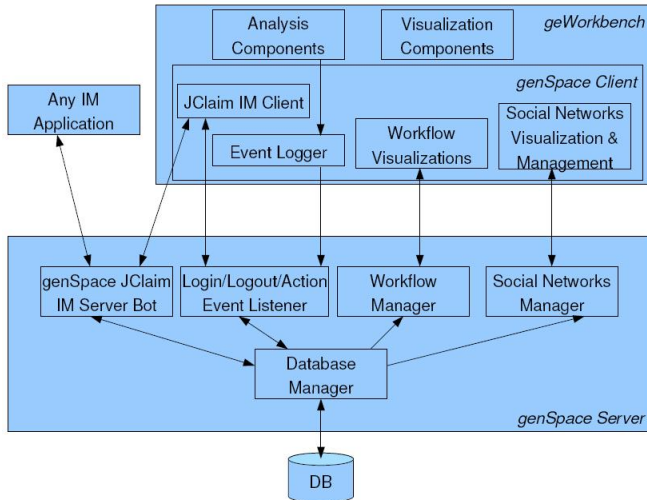 Analysis
Components
Visualization
Components
geWorkbench
genSpace Client
Any IM
Application
JClaim IM Client
Event Logger
Workflow
Visualizations
Social Networks
Visualization &
Management
genSpace JClaim
IM Server Bot
Login/Logout/Action
Event Listener
Workflow
Manager
Social Networks
Manager
Database
Manager
genSpace Server
DB